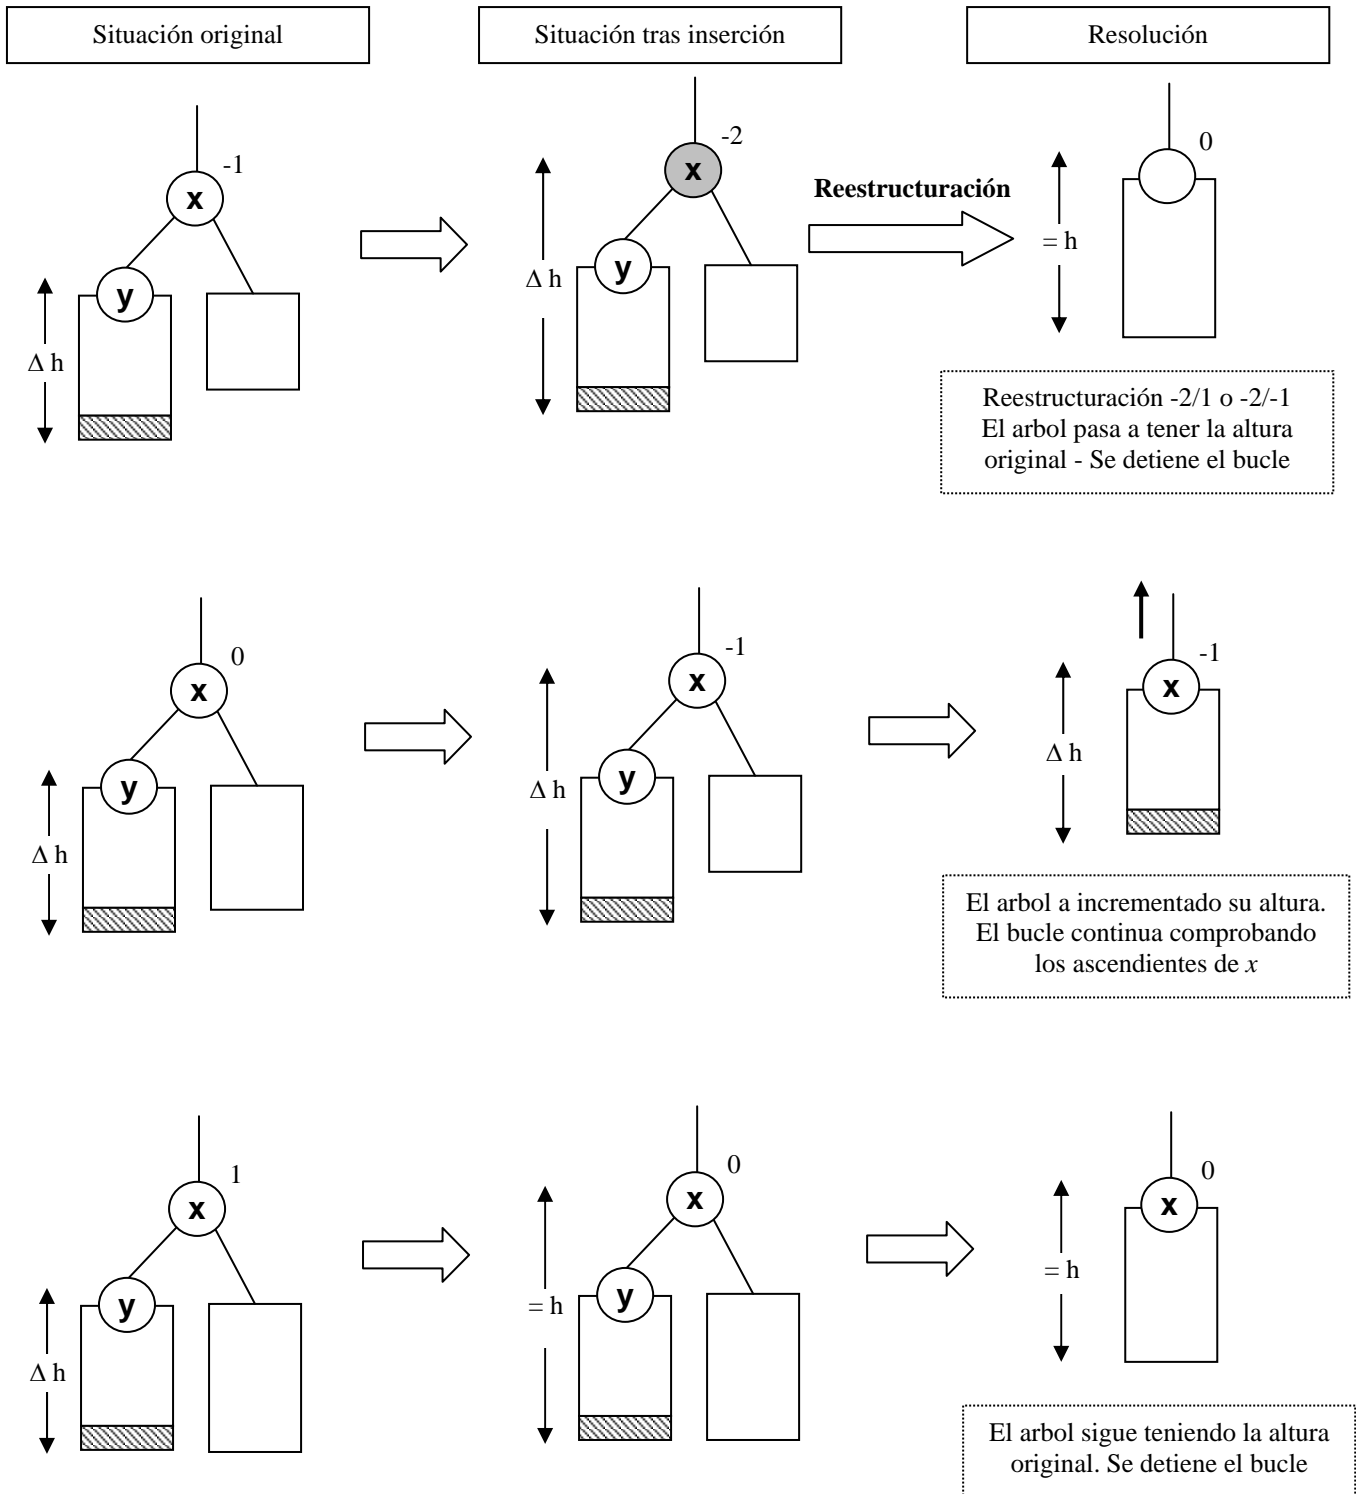 Situación original
Situación tras inserción
Resolución
-1
x
y
Δ h
-2
x
y
Δ h
Reestructuración
0
= h
Reestructuración -2/1 o -2/-1
El arbol pasa a tener la altura
original - Se detiene el bucle
0
x
y
Δ h
-1
x
y
Δ h
-1
x
Δ h
El arbol a incrementado su altura.
El bucle continua comprobando
los ascendientes de x
1
x
y
Δ h
0
x
y
= h
0
x
= h
El arbol sigue teniendo la altura
original. Se detiene el bucle